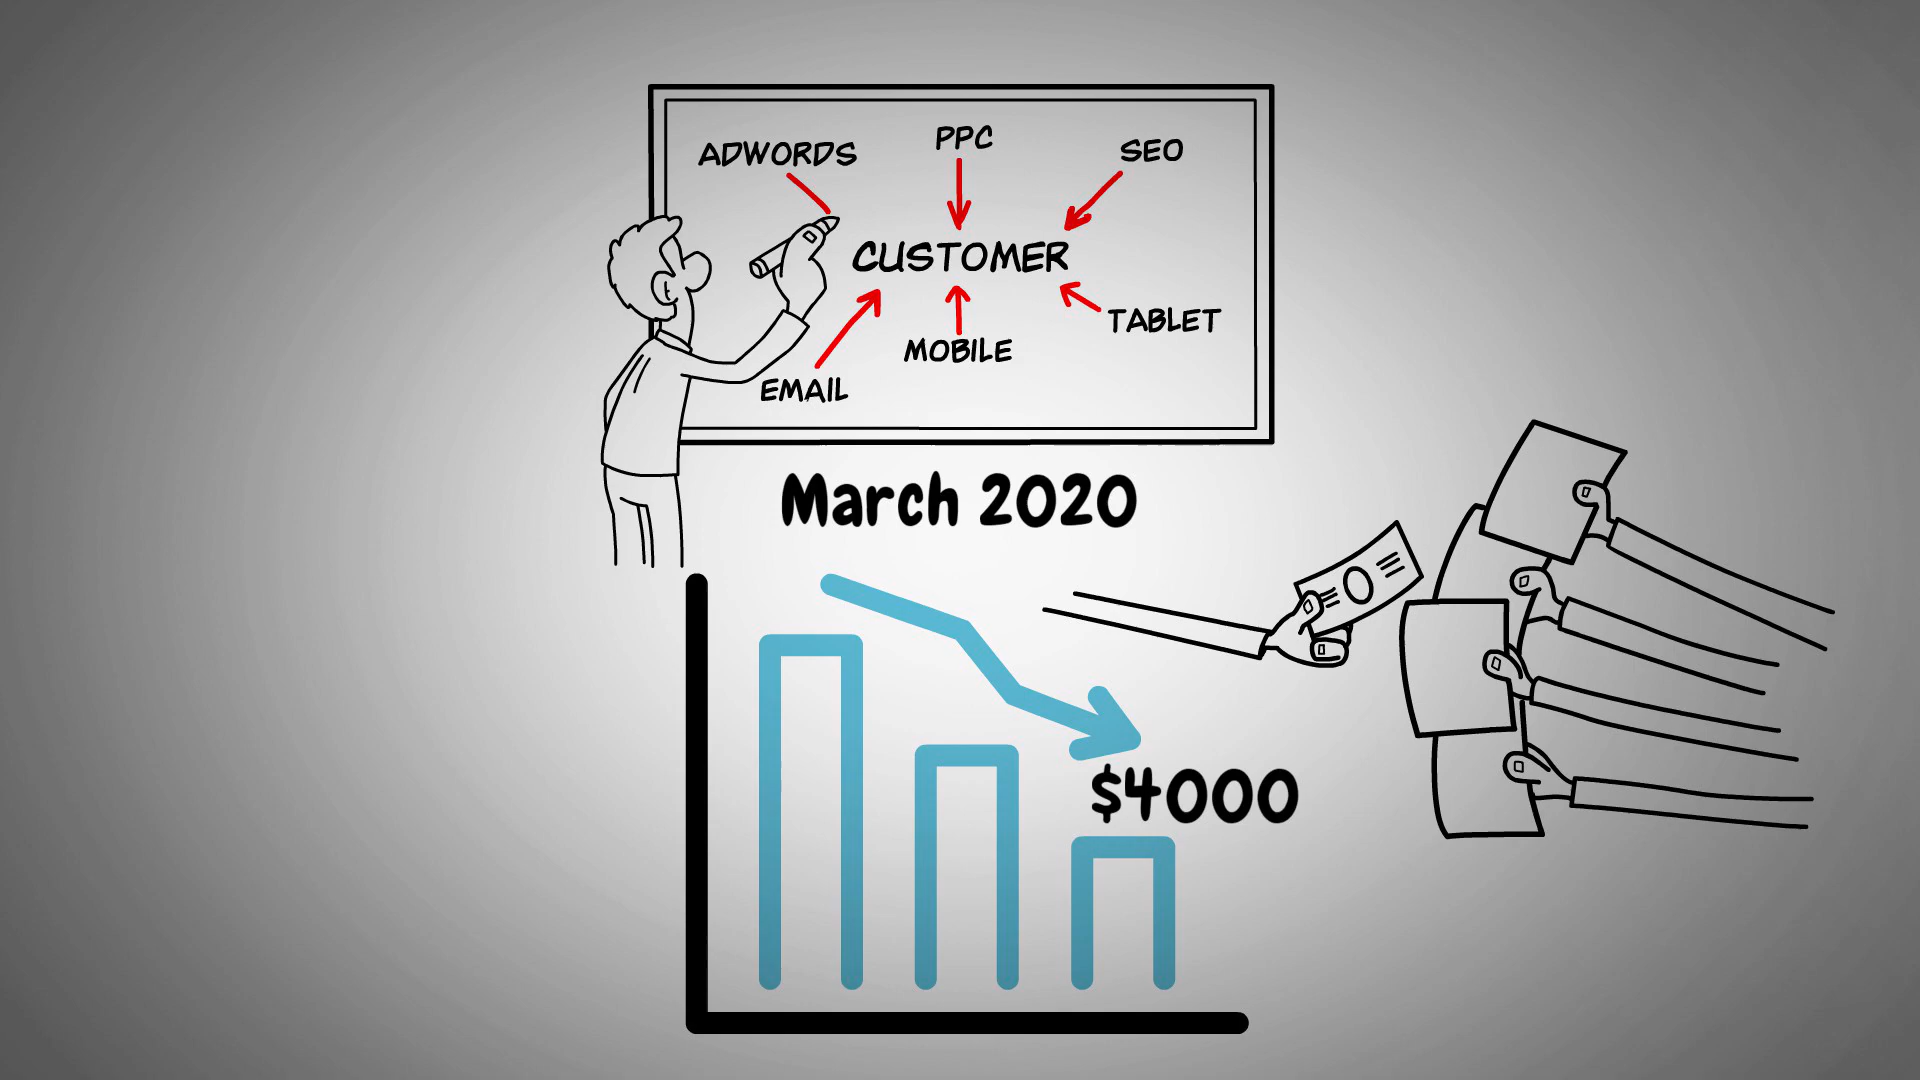 ADWORDS
PPC
SEO
CUSTOMER
TABLET
MOBILE
EMAIL
March 2020
$4000